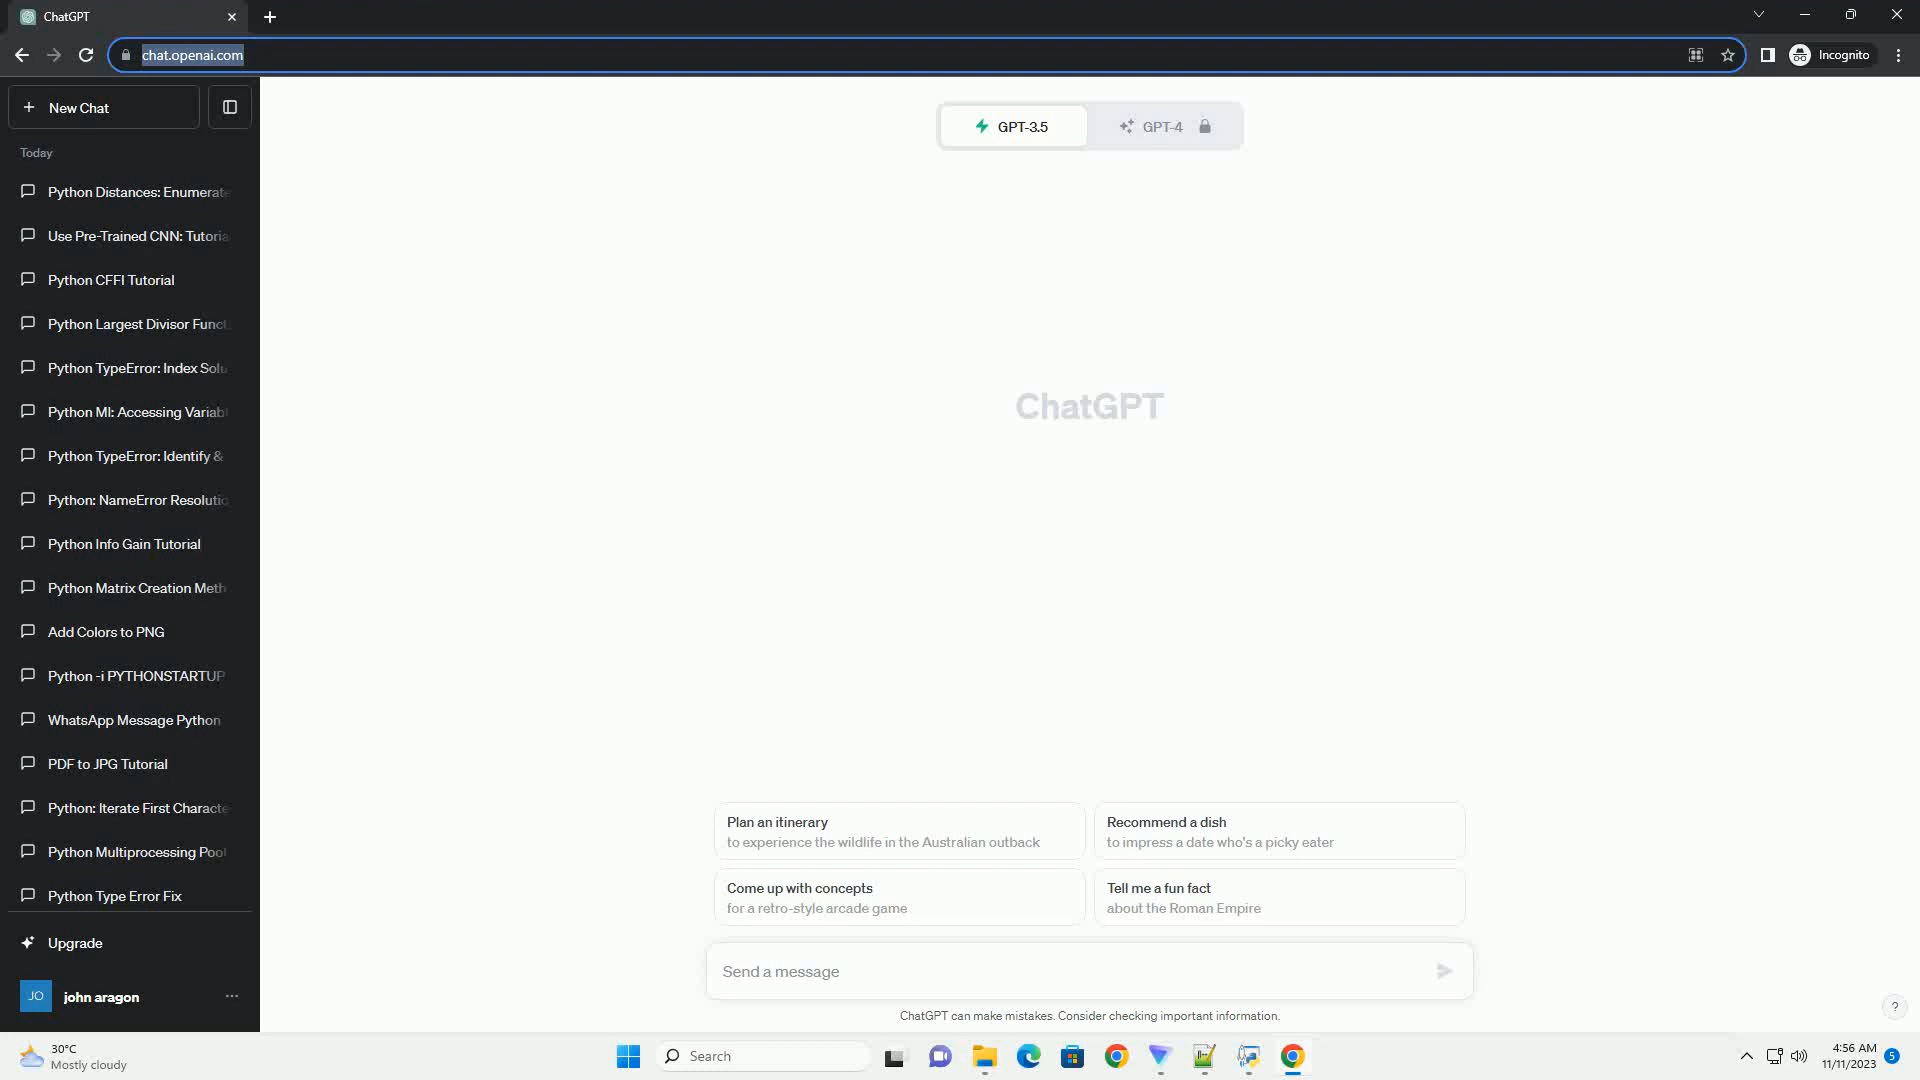 ChatGPT
chat.openai.com
Incognito
New Chat
Today
Python Distances: Enumerate
Use Pre-Trained CNN: Tutoria
Python CFFI Tutorial
Python Largest Divisor Funct
Python TypeError: Index Solu
Python MI: Accessing Variab
Python TypeError: Identify &
Python: NameError Resolutio
Python Info Gain Tutorial
Python Matrix Creation Meth
Add Colors to PNG
Python -i PYTHONSTARTUP
WhatsApp Message Python
PDF to JPG Tutorial
Python: Iterate First Characte
Python Multiprocessing Pool
Python Type Error Fix
Upgrade
JO john aragon
GPT-3.5 GPT-4
ChatGPT
Plan an itinerary
to experience the wildlife in the Australian outback
Recommend a dish
to impress a date who's a picky eater
Come up with concepts
for a retro-style arcade game
Tell me a fun fact
about the Roman Empire
Send a message
ChatGPT can make mistakes. Consider checking important information.
?
30°C
Mostly cloudy
Search
4:56 AM
11/11/2023
5